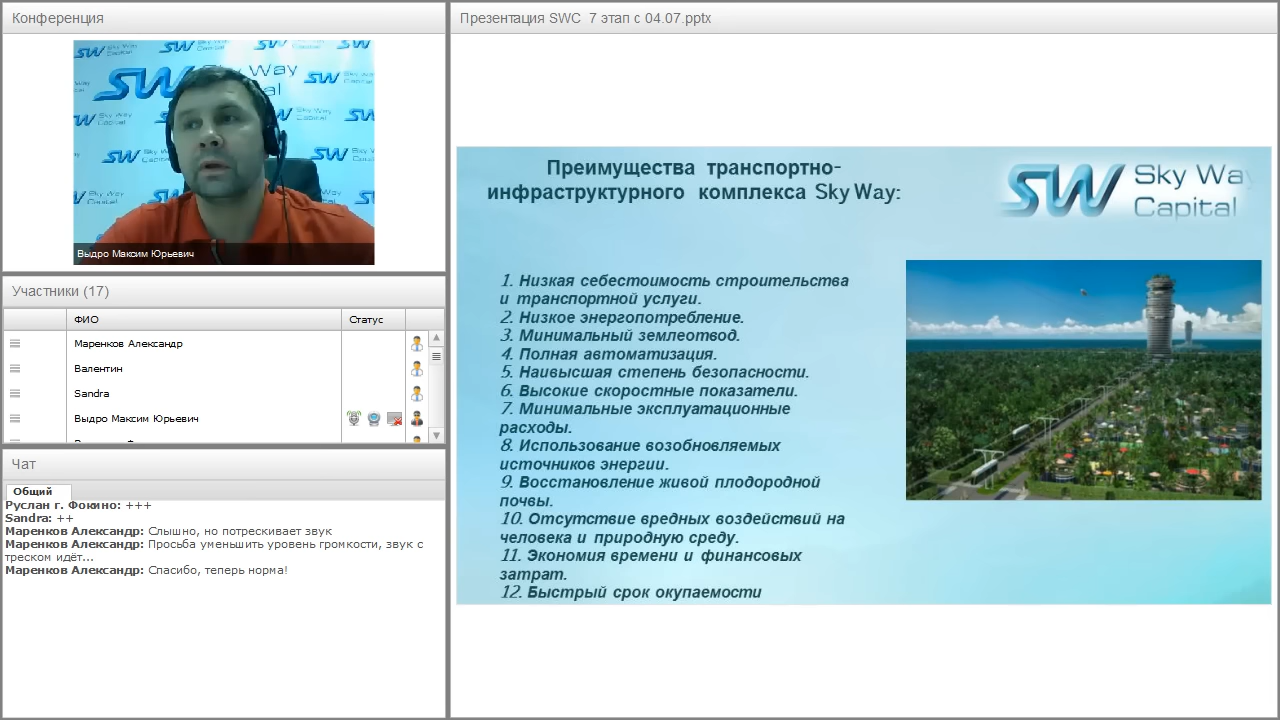 Конференция
SW Sky Way Capital
Выдро Максим Юрьевич
Участники (17)
ФИО Статус
Маренков Александр
Валентин
Sandra
Выдро Максим Юрьевич
Чат
Общий
Руслан г. Фокино: +++
Sandra: ++
Маренков Александр: Слышно, но потрескивает звук
Маренков Александр: Просьба уменьшить уровень громкости, звук с
треском идёт...
Маренков Александр: Спасибо, теперь норма!
Презентация SWC 7 этап с 04.07.pptx
Преимущества транспортно-
инфраструктурного комплекса Sky Way:
SW Sky Way
Capital
1. Низкая себестоимость строительства
и транспортной услуги.
2. Низкое энергопотребление.
3. Минимальный землеотвод.
4. Полная автоматизация.
5. Наивысшая степень безопасности.
6. Высокие скоростные показатели.
7. Минимальные эксплуатационные
расходы.
8. Использование возобновляемых
источников энергии.
9. Восстановление живой плодородной
почвы.
10. Отсутствие вредных воздействий на
человека и природную среду.
11. Экономия времени и финансовых
затрат.
12. Быстрый срок окупаемости